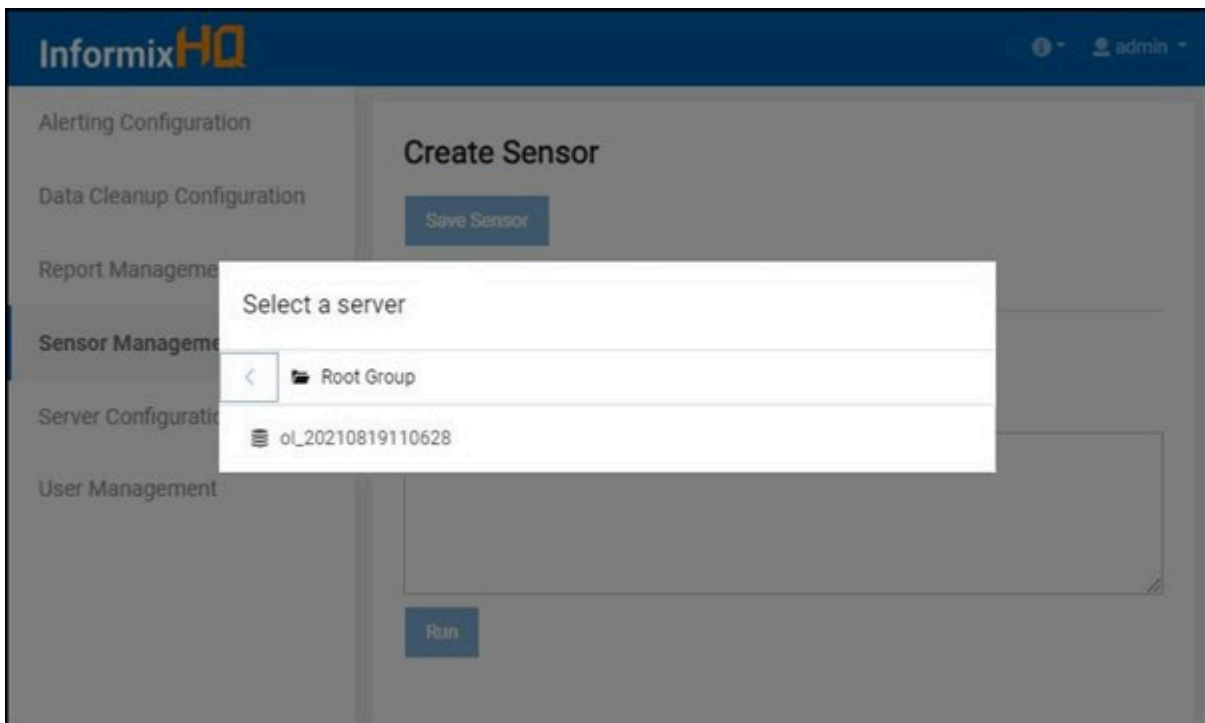 InformixHQ
admin
Alerting Configuration
Data Cleanup Configuration
Report Manageme
Sensor Manageme
Server Configuratio
User Management
Create Sensor
Save Sensor
Select a server
Root Group
ol_20210819110628
Run